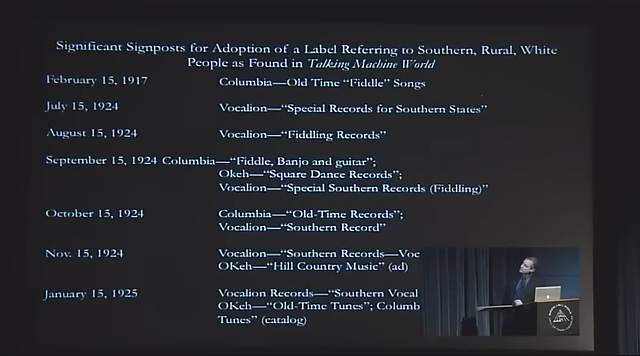 Significant Signposts for Adoption of a Label Referring to Southern, Rural, White
People as Found in Talking Machine World
February 15, 1917 Columbia—Old Time “Fiddle” Songs
July 15, 1924 Vocalion—“Special Records for Southern States”
August 15, 1924 Vocalion—“Fiddling Records”
September 15, 1924 Columbia—“Fiddle, Banjo and guitar”;
Okeh—“Square Dance Records”;
Vocalion—“Special Southern Records (Fiddling)”
October 15, 1924 Columbia—“Old-Time Records”;
Vocalion—“Southern Record”
Nov. 15, 1924 Vocalion—“Southern Records—Voc
OKeh—“Hill Country Music” (ad)
January 15, 1925 Vocalion Records—“Southern Vocal
OKeh—“Old-Time Tunes”; Columb
Tunes” (catalog)